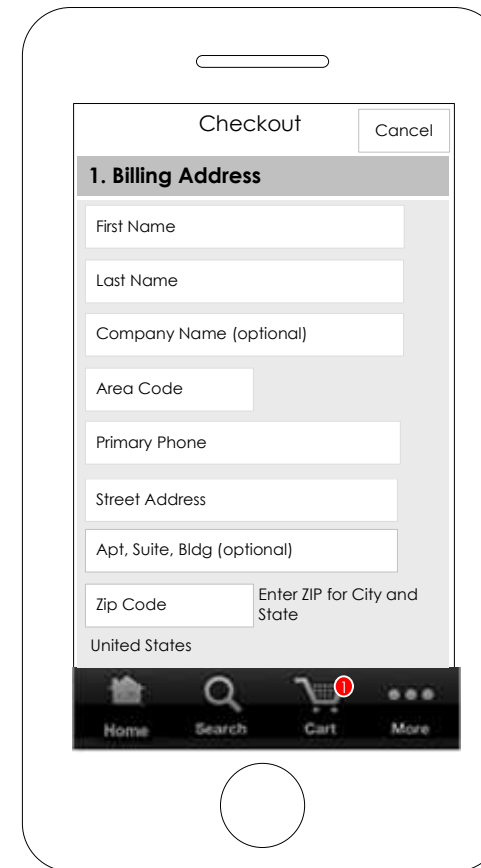 Checkout
Cancel
1. Billing Address
First Name
Last Name
Company Name (optional)
Area Code
Primary Phone
Street Address
Apt, Suite, Bldg (optional)
Zip Code
Enter ZIP for City and
State
United States
1
Home
Search
Cart
More